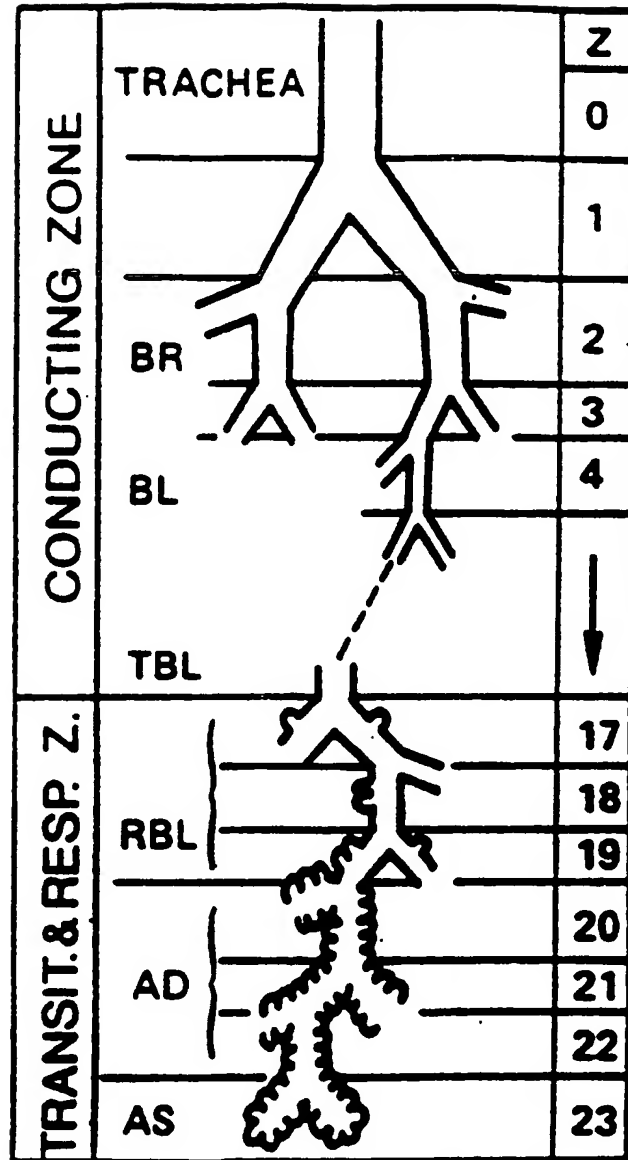 Z
TRACHEA
0
1
BR
2
3
BL
4
TBL
CONDUCTING ZONE
17
18
RBL
19
20
AD
21
22
AS
23
TRANSIT.& RESP. Z.